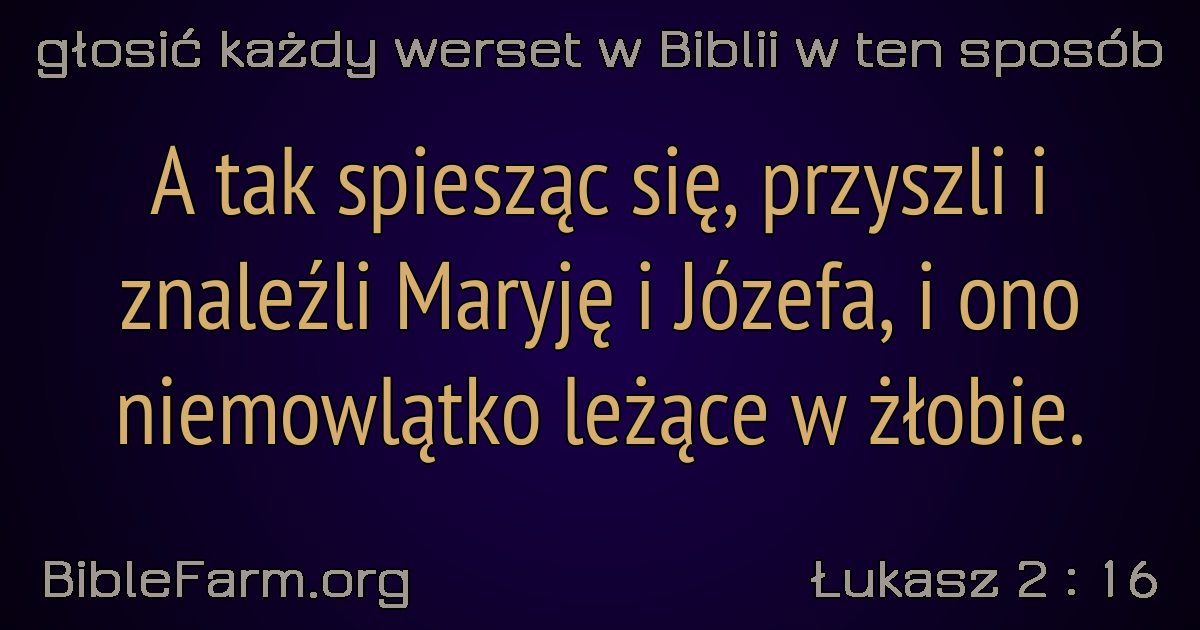 głosić każdy werset w Biblii w ten sposób
A tak spiesząc się, przyszli i
znaleźli Maryję i Józefa, i ono
niemowlątko leżące w żłobie.
BibleFarm.org
Łukasz 2 : 16